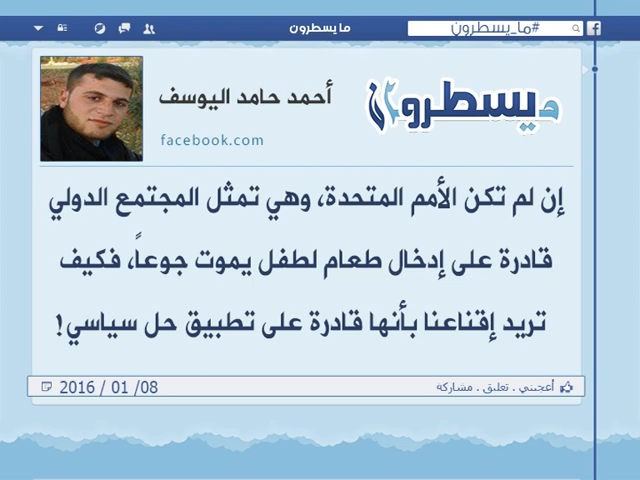 ما يسطرون
#ما_يسطرون
أحمد حامد اليوسف
facebook.com
ما يسطرون
إن لم تكن الأمم المتحدة، وهي تمثل المجتمع الدولي
قادرة على إدخال طعام لطفل يموت جوعاً، فكيف
تريد إقناعنا بأنها قادرة على تطبيق حل سياسي!
أعجبني . تعليق . مشاركة
2016 / 01 /08